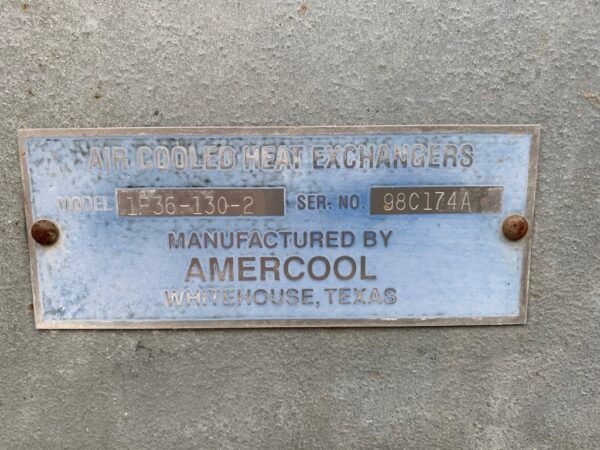 AIR COOLED HEAT EXCHANGERS
MODEL 1F36-130-2 SER. NO. 98C174A
MANUFACTURED BY
AMERCOOL
WHITEHOUSE, TEXAS